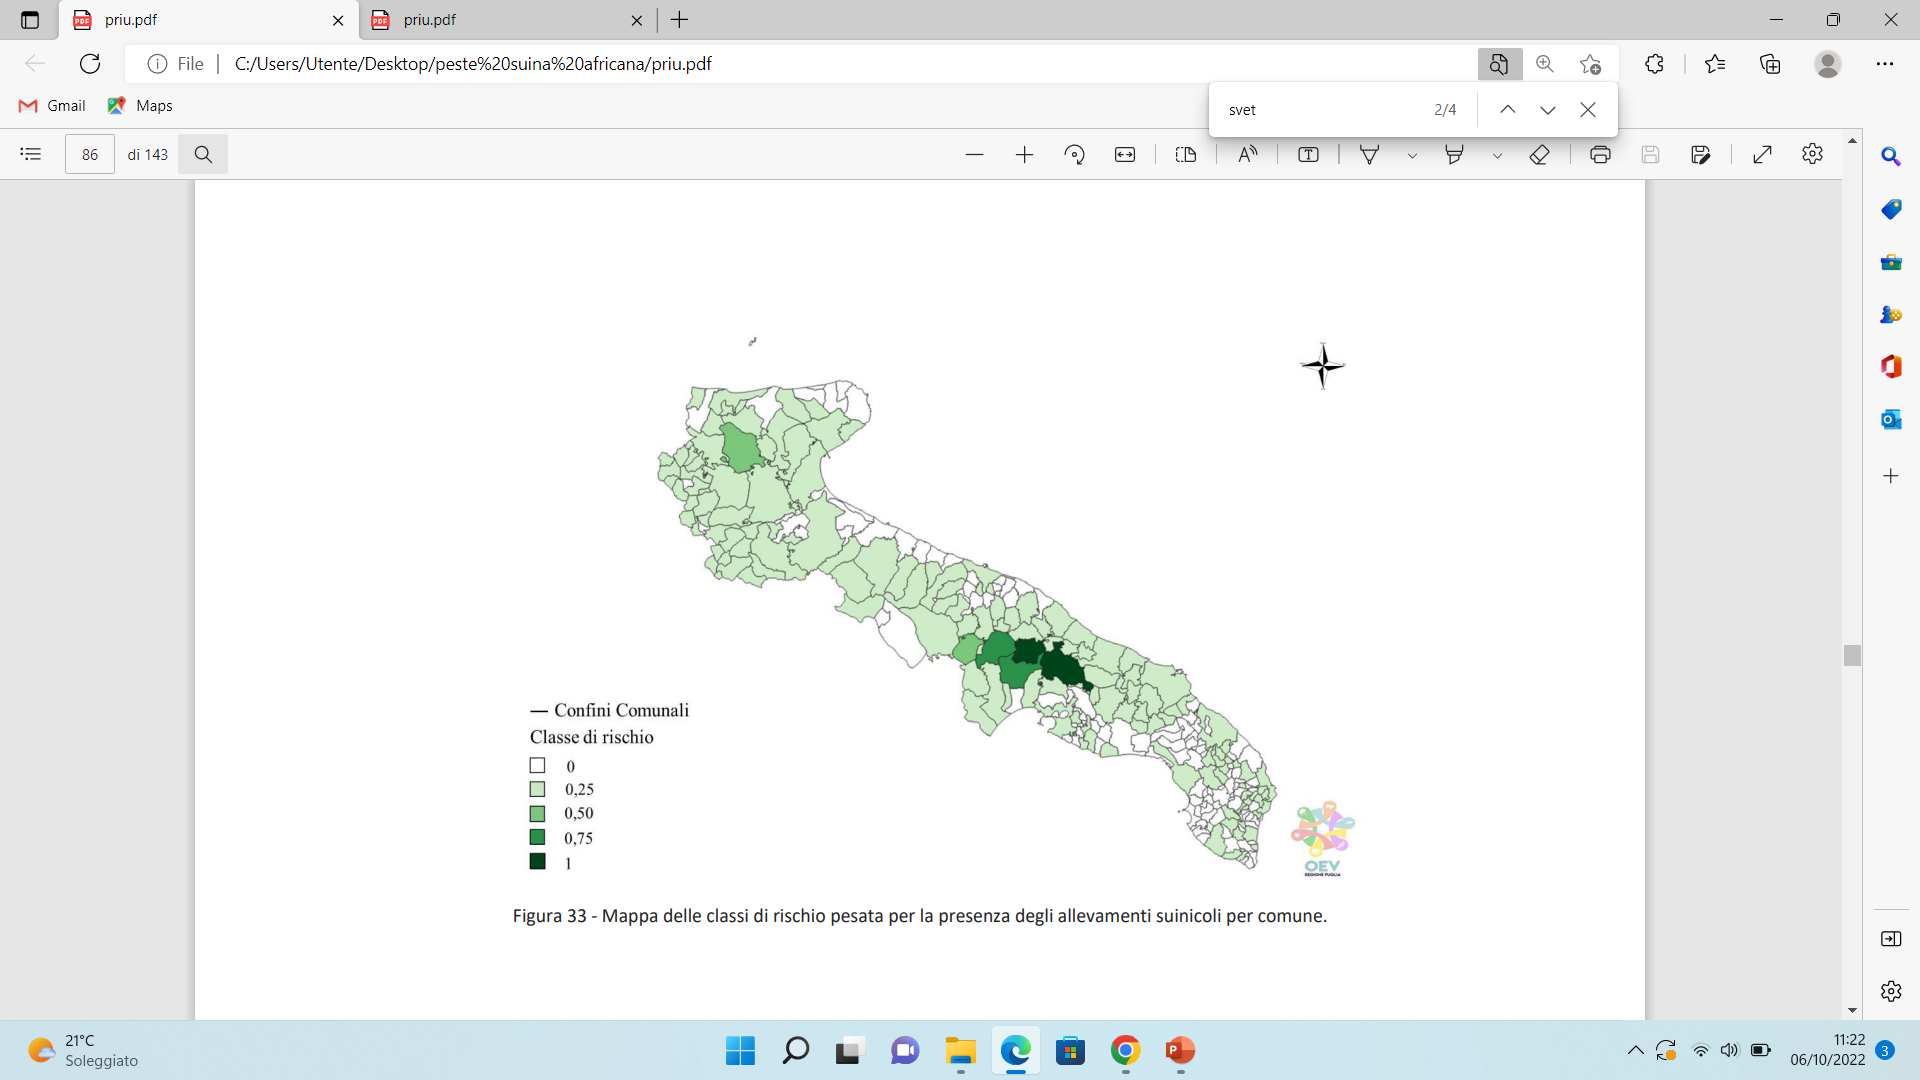 priu.pdf
priu.pdf
File
C:/Users/Utente/Desktop/peste%20suina%20africana/priu.pdf
Gmail
Maps
svet
2/4
86
di 143
— Confini Comunali
Classe di rischio
0
0,25
0,50
0,75
1
OEV
REGIONE PUGLIA
Figura 33 - Mappa delle classi di rischio pesata per la presenza degli allevamenti suinicoli per comune.
21°C
Soleggiato
11:22
06/10/2022
3